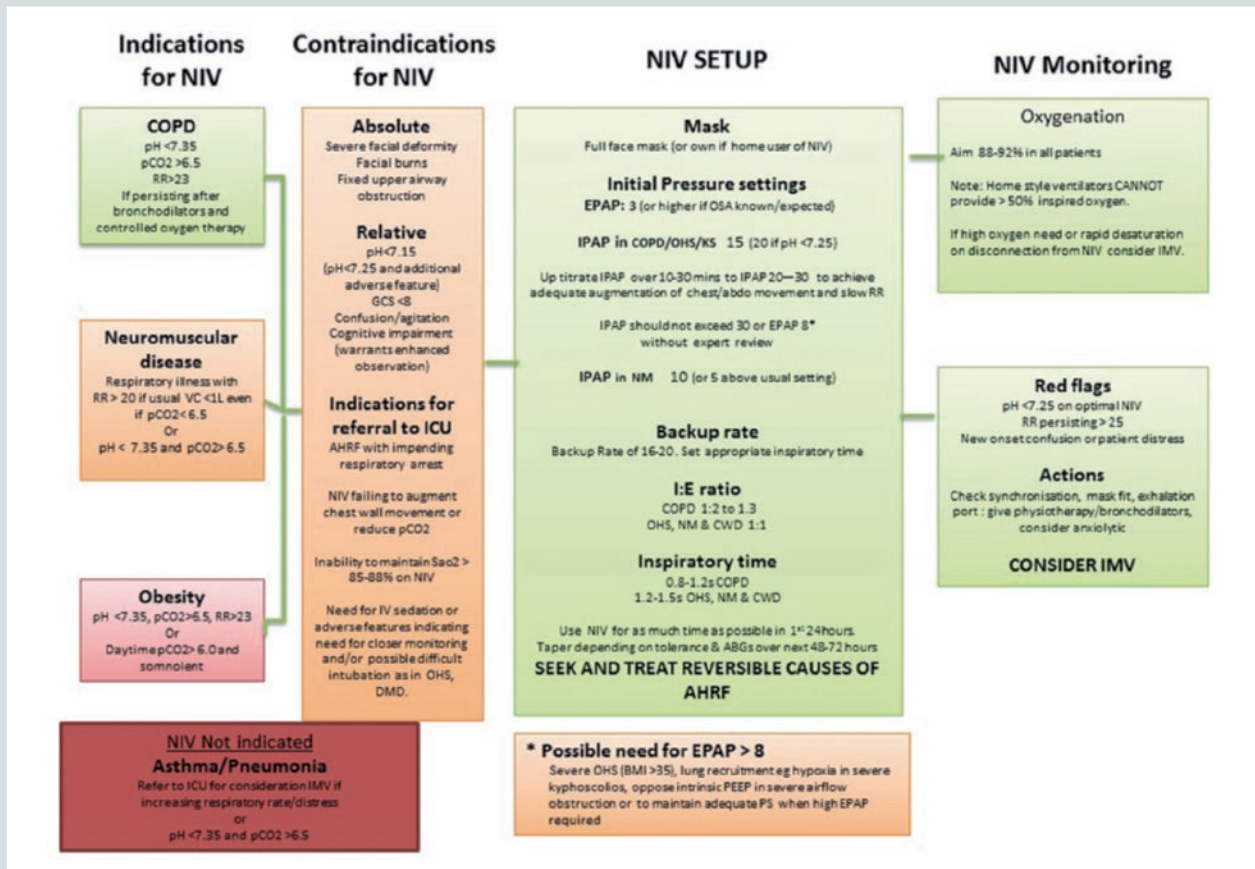 Indications
for NIV
COPD
pH <7.35
pCO2 >6.5
RR>23
If persisting after
bronchodilators and
controlled oxygen therapy
Neuromuscular
disease
Respiratory illness with
RR > 20 if usual VC <1L even
if pCO2< 6.5
Or
pH < 7.35 and pCO2> 6.5
Obesity
pH <7.35, pCO2>6.5, RR>23
Or
Daytime pCO2> 6.0 and
somnolent
NIV Not indicated
Asthma/Pneumonia
Refer to ICU for consideration IMV if
increasing respiratory rate/distress
or
pH <7.35 and pCO2 >6.5
Contraindications
for NIV
Absolute
Severe facial deformity
Facial burns
Fixed upper airway
obstruction
Relative
pH<7.15
(pH<7.25 and additional
adverse feature)
GCS <8
Confusion/agitation
Cognitive impairment
(warrants enhanced
observation)
Indications for
referral to ICU
AHRF with impending
respiratory arrest
NIV failing to augment
chest wall movement or
reduce pCO2
Inability to maintain Sao2 >
85-88% on NIV
Need for IV sedation or
adverse features indicating
need for closer monitoring
and/or possible difficult
intubation as in OHS,
DMD.
NIV SETUP
Mask
Full face mask (or own if home user of NIV)
Initial Pressure settings
EPAP: 3 (or higher if OSA known/expected)
IPAP in COPD/OHS/KS 15 (20 if pH <7.25)
Up titrate IPAP over 10-30 mins to IPAP 20—30 to achieve
adequate augmentation of chest/abdo movement and slow RR
IPAP should not exceed 30 or EPAP 8*
without expert review
IPAP in NM 10 (or 5 above usual setting)
Backup rate
Backup Rate of 16-20. Set appropriate inspiratory time
I:E ratio
COPD 1:2 to 1.3
OHS, NM & CWD 1:1
Inspiratory time
0.8-1.2s COPD
1.2-1.5s OHS, NM & CWD
Use NIV for as much time as possible in 1st 24hours.
Taper depending on tolerance & ABGs over next 48-72 hours
SEEK AND TREAT REVERSIBLE CAUSES OF
AHRF
* Possible need for EPAP > 8
Severe OHS (BMI >35), lung recruitment eg hypoxia in severe
kyphoscolios, oppose intrinsic PEEP in severe airflow
obstruction or to maintain adequate PS when high EPAP
required
NIV Monitoring
Oxygenation
Aim 88-92% in all patients
Note: Home style ventilators CANNOT
provide > 50% inspired oxygen.
If high oxygen need or rapid desaturation
on disconnection from NIV consider IMV.
Red flags
pH <7.25 on optimal NIV
RR persisting > 25
New onset confusion or patient distress
Actions
Check synchronisation, mask fit, exhalation
port : give physiotherapy/bronchodilators,
consider anxiolytic
CONSIDER IMV